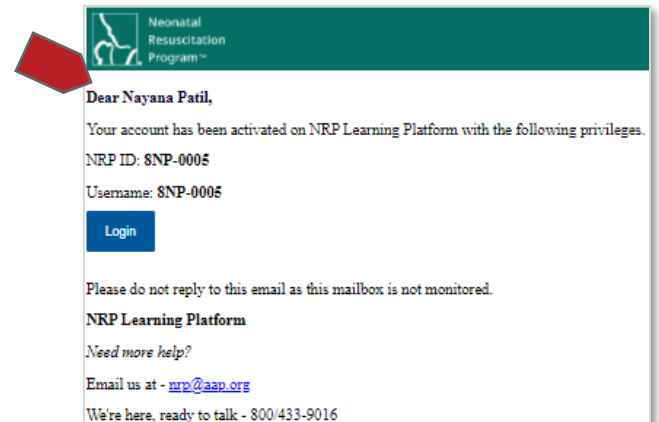 Neonatal
Resuscitation
Program™
Dear Nayana Patil,
Your account has been activated on NRP Learning Platform with the following privileges.
NRP ID: 8NP-0005
Username: 8NP-0005
Login
Please do not reply to this email as this mailbox is not monitored.
NRP Learning Platform
Need more help?
Email us at - nrp@aap.org
We're here, ready to talk - 800/433-9016